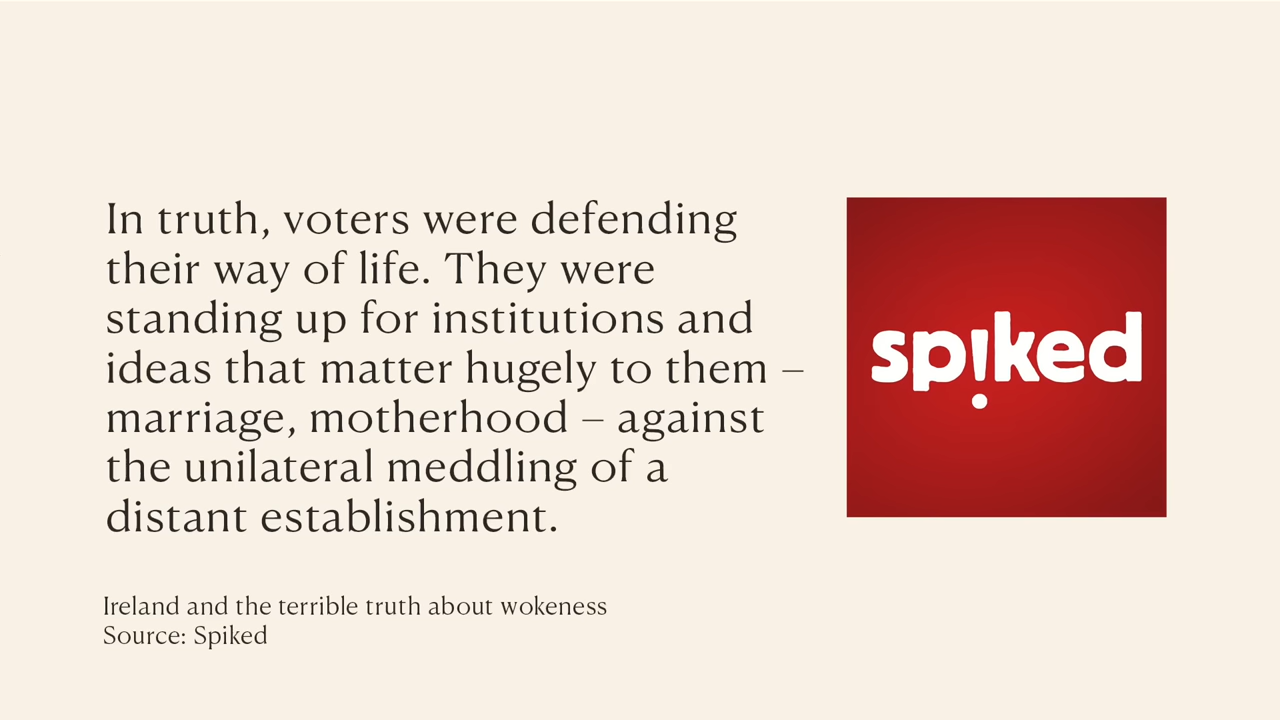 In truth, voters were defending
their way of life. They were
standing up for institutions and
ideas that matter hugely to them –
marriage, motherhood – against
the unilateral meddling of a
distant establishment.
spiked
Ireland and the terrible truth about wokeness
Source: Spiked